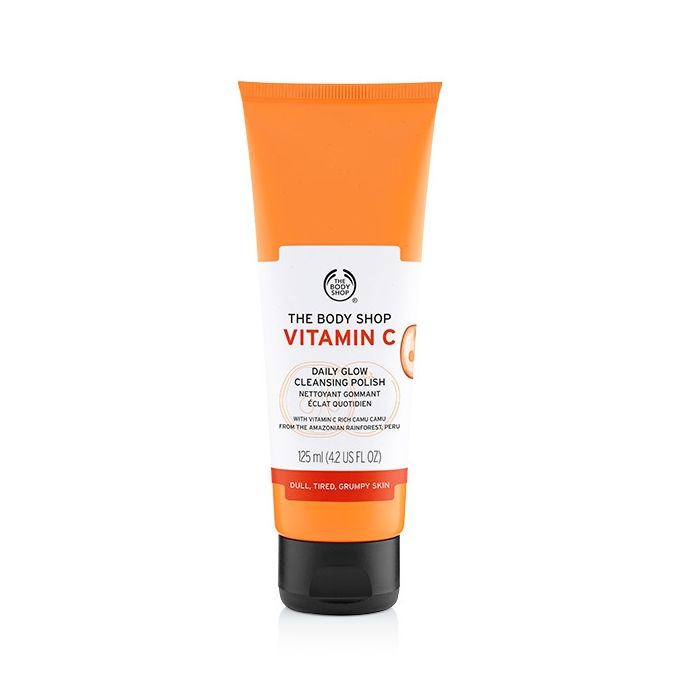 THE
BODY
SHOP
®
THE BODY SHOP
VITAMIN C
DAILY GLOW
CLEANSING POLISH
NETTOYANT GOMMANT
ÉCLAT QUOTIDIEN
WITH VITAMIN C RICH CAMU CAMU
FROM THE AMAZONIAN RAINFOREST, PERU
125 ml (4.2 US FL OZ)
DULL, TIRED, GRUMPY SKIN